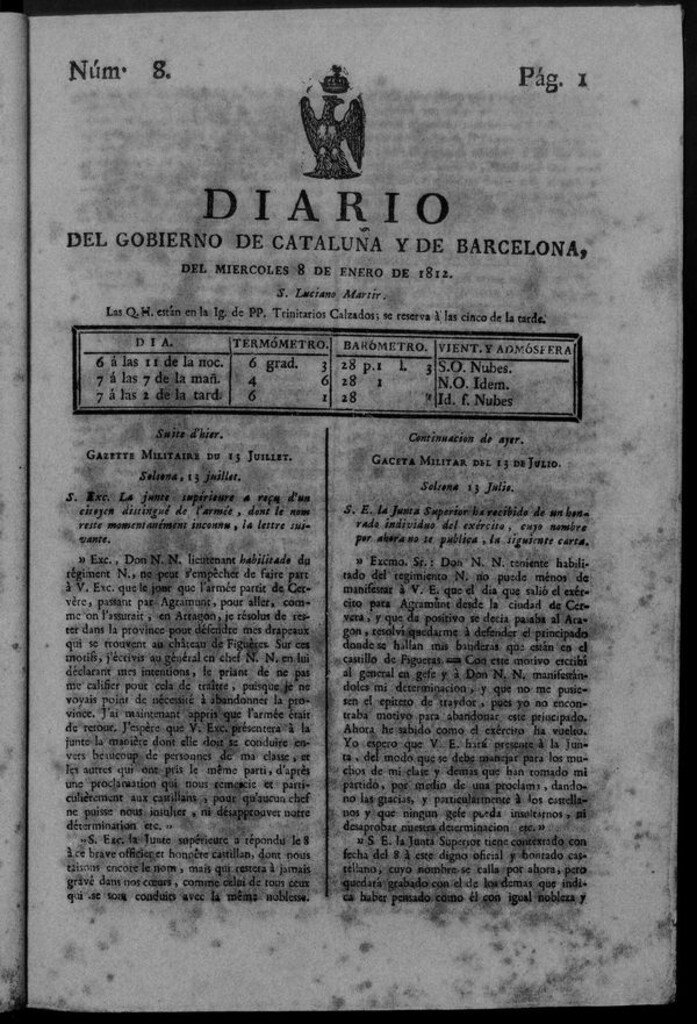 Núm. 8.
Pág. 1
DIARIO
DEL GOBIERNO DE CATALUÑA Y DE BARCELONA,
DEL MIERCOLES 8 DE ENERO DE 1812.
S. Luciano Martir.
Las Q. H. están en la Ig. de PP. Trinitarios Calzados; se reserva à las cinco de la tarde.
DIA. TERMÓMETRO. BARÓMETRO. VIENT. Y ADMÓSFERA
6 á las 11 de la noc. 6 grad. 3 28 p. 1 l. 3 S.O. Nubes.
7 á las 7 de la mañ. 4 6 28 1 N.O. Idem.
7 á las 2 de la tard. 6 1 28 Id. f. Nubes
Suite d'hier.
GAZETTE MILITAIRE DU 13 JUILLET.
Solsona, 13 juillet.
S. Exc. La junte supérieure a reçu d'un
citoyen distingué de l'armée, dont le nom
reste momentanément inconnu, la lettre sui-
vante.
» Exc., Don N. N. lieutenant habilitado du
régiment N., ne peut s'empêcher de faire part
à V. Exc. que le jour que l'armée partit de Cer-
vère, passant par Agramunt, pour aller, com-
me on l'assurait, en Arragon, je résolus de res-
ter dans la province pour défendre mes drapeaux
qui se trouvent au château de Figuères. Sur ces
motifs, j'écrivis au général en chef N. N. en lui
déclarant mes intentions, le priant de ne pas
me califier pour cela de traître, puisque je ne
voyais point de nécessité à abandonner la pro-
vince. J'ai maintenant appris que l'armée était
de retour. J'espère que V. Exc. présentera à la
junte la manière dont elle doit se conduire en-
vers beaucoup de personnes de ma classe, et
les autres qui ont pris le même parti, d'après
une proclamation qui nous remercie et parti-
culièrement aux castillans, pour qu'aucun chef
ne puisse nous insulter, ni désapprouver notre
détermination etc. »
»S. Exc. la Junte supérieure a répondu le 8
à ce brave officier et honnête castillan, dont nous
taisons encore le nom, mais qui restera à jamais
gravé dans nos cœurs, comme celui de tous ceux
qui se sont conduits avec la même noblesse.
Continuacion de ayer.
GACETA MILITAR DEL 13 DE JULIO.
Solsona 13 Julio.
S. E. la Junta Superior ha recibido de un hon-
rado individuo del exército, cuyo nombre
por ahora no se publica, la siguiente carta.
» Excmo. Sr.: Don N. N. teniente habili-
tado del regimiento N. no puede ménos de
manifestar à V. E. que el dia que salió el exér-
cito para Agramunt desde la ciudad de Cer-
vera, y que de positivo se decia pasaba al Ara-
gon, resolví quedarme à defender el principado
donde se hallan mis banderas que están en el
castillo de Figueras. = Con este motivo escribí
al general en gefe y à Don N. N. manifestán-
doles mi determinacion, y que no me pusie-
sen el epíteto de traydor, pues yo no encon-
traba motivo para abandonar este principado.
Ahora he sabido como el exército ha vuelto.
Yo espero que V. E. hará presente à la Jun-
ta, del modo que se debe manejar para los mu-
chos de mi clase y demas que han tomado mi
partido, por medio de una proclama, dando-
no las gracias, y particularmente à los castella-
nos y que ningun gefe pueda insultarnos, ni
desaprobar nuestra determinacion etc. »
» S. E. la Junta Superior tiene contextado con
fecha del 8 à este digno oficial y honrado cas-
tellano, cuyo nombre se calla por ahora, pero
quedará grabado con el de los demas que indi-
ca haber pensado como él con igual nobleza y